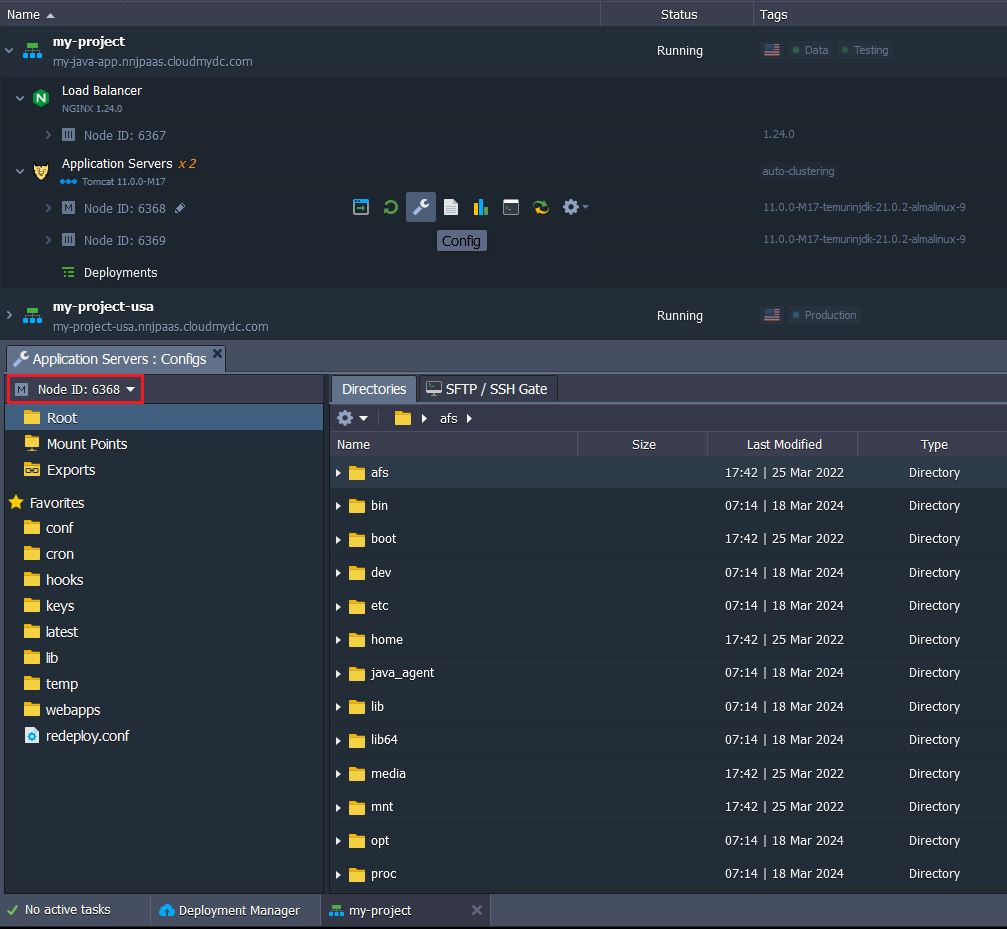 Name Status Tags
my-project
my-java-app.nnjpaas.cloudmydc.com
Running Data Testing
Load Balancer
NGINX 1.24.0
Node ID: 6367 1.24.0
Application Servers x 2
Tomcat 11.0.0-M17
auto-clustering
M Node ID: 6368 11.0.0-M17-temurinjdk-21.0.2-almalinux-9
Config
Node ID: 6369 11.0.0-M17-temurinjdk-21.0.2-almalinux-9
Deployments
my-project-usa
my-project-usa.nnjpaas.cloudmydc.com
Running Production
Application Servers : Configs
M Node ID: 6368
Root
Mount Points
Exports
Favorites
conf
cron
hooks
keys
latest
lib
temp
webapps
redeploy.conf
Directories SFTP / SSH Gate
afs
Name Size Last Modified Type
afs 17:42 | 25 Mar 2022 Directory
bin 07:14 | 18 Mar 2024 Directory
boot 17:42 | 25 Mar 2022 Directory
dev 07:14 | 18 Mar 2024 Directory
etc 07:14 | 18 Mar 2024 Directory
home 17:42 | 25 Mar 2022 Directory
java_agent 07:14 | 18 Mar 2024 Directory
lib 07:14 | 18 Mar 2024 Directory
lib64 07:14 | 18 Mar 2024 Directory
media 17:42 | 25 Mar 2022 Directory
mnt 17:42 | 25 Mar 2022 Directory
opt 07:14 | 18 Mar 2024 Directory
proc 07:14 | 18 Mar 2024 Directory
No active tasks Deployment Manager my-project